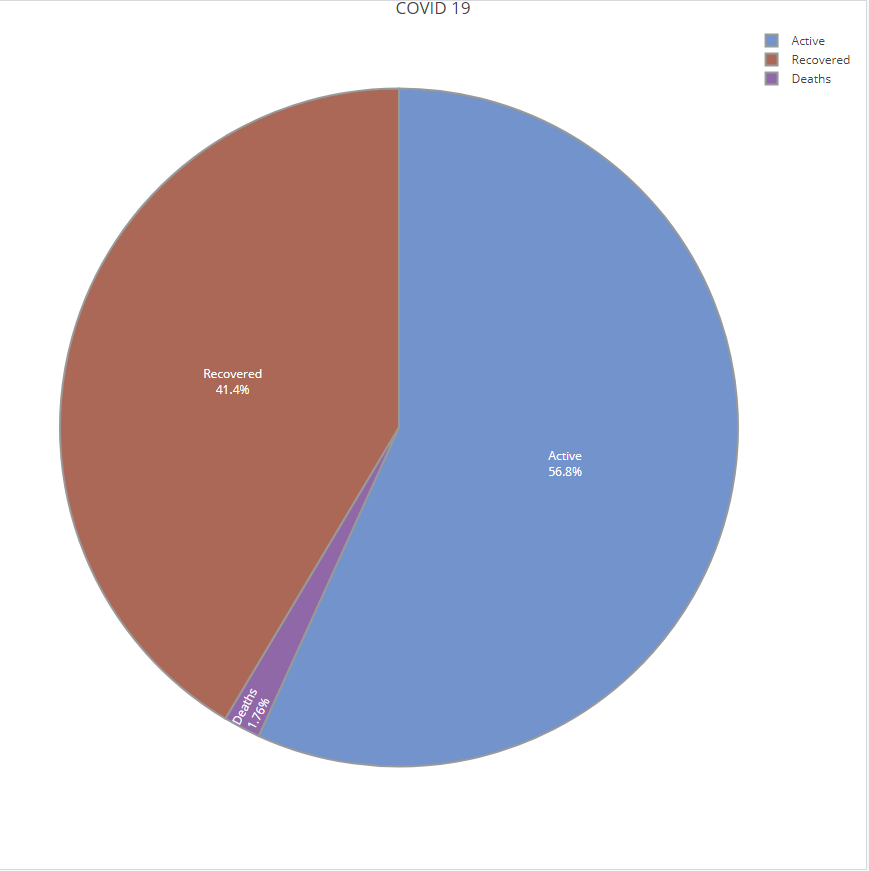 COVID 19
Active
Recovered
Deaths
Recovered
41.4%
Active
56.8%
Deaths
1.76%